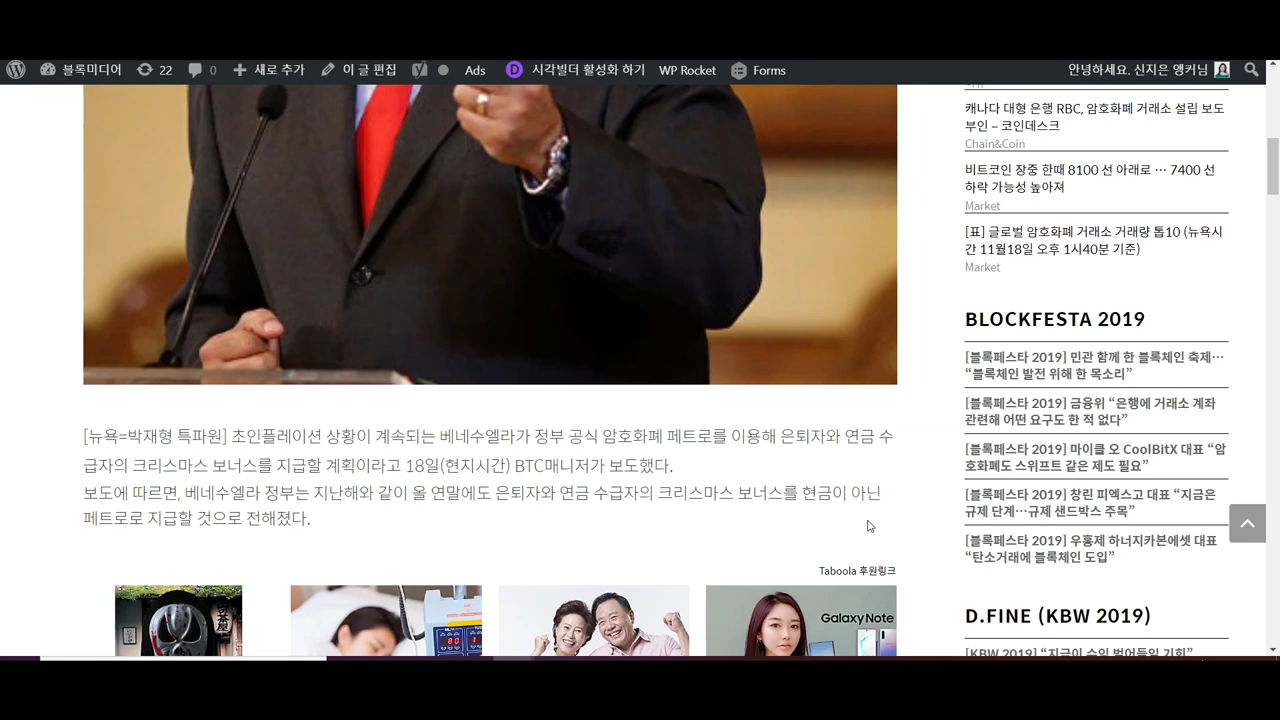 블록미디어 22 0 새로 추가 이 글 편집 Ads 시각빌더 활성화 하기 WP Rocket Forms 안녕하세요. 신지은 앵커님
[뉴욕=박재형 특파원] 초인플레이션 상황이 계속되는 베네수엘라가 정부 공식 암호화폐 페트로를 이용해 은퇴자와 연금 수
급자의 크리스마스 보너스를 지급할 계획이라고 18일(현지시간) BTC매니저가 보도했다.
보도에 따르면, 베네수엘라 정부는 지난해와 같이 올 연말에도 은퇴자와 연금 수급자의 크리스마스 보너스를 현금이 아닌
페트로로 지급할 것으로 전해졌다.
Taboola 후원링크
Galaxy Note
캐나다 대형 은행 RBC, 암호화폐 거래소 설립 보도
부인 – 코인데스크
Chain&Coin
비트코인 장중 한때 8100 선 아래로 … 7400 선
하락 가능성 높아져
Market
[표] 글로벌 암호화폐 거래소 거래량 톱10 (뉴욕시
간 11월18일 오후 1시40분 기준)
Market
BLOCKFESTA 2019
[블록페스타 2019] 민관 함께 한 블록체인 축제…
“블록체인 발전 위해 한 목소리”
[블록페스타 2019] 금융위 “은행에 거래소 계좌
관련해 어떤 요구도 한 적 없다”
[블록페스타 2019] 마이클 오 CoolBitX 대표 “암
호화폐도 스위프트 같은 제도 필요”
[블록페스타 2019] 창린 피엑스고 대표 “지금은
규제 단계…규제 샌드박스 주목”
[블록페스타 2019] 우홍제 하너지카본에셋 대표
“탄소거래에 블록체인 도입”
D.FINE (KBW 2019)
[KBW 2019] “지금이 수익 벌어들일 기회”